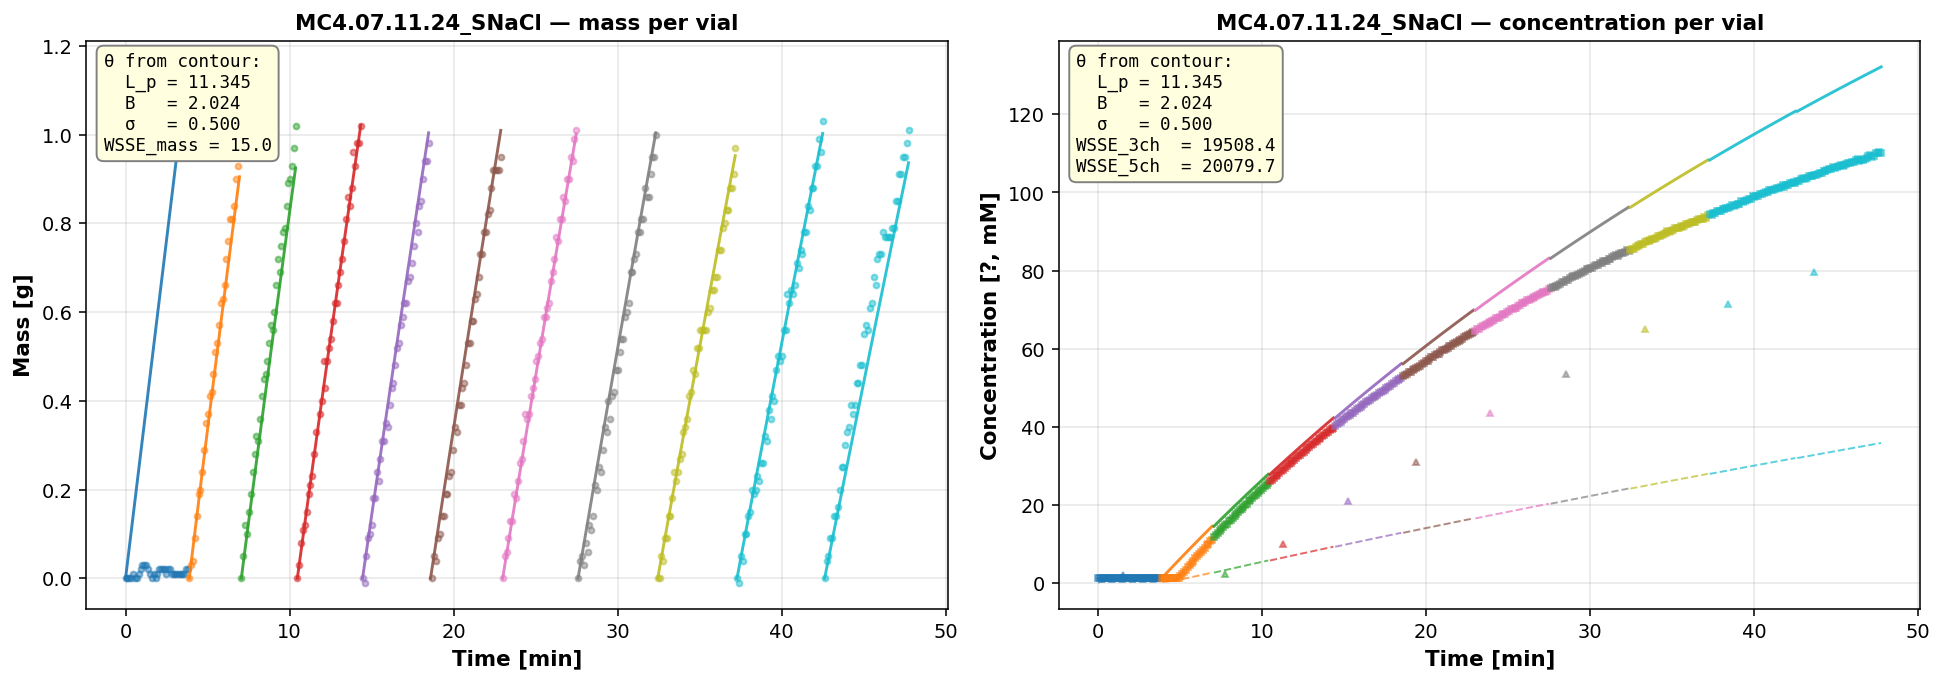 MC4.07.11.24_SNaCl — mass per vial
θ from contour:
L_p = 11.345
B = 2.024
σ = 0.500
WSSE_mass = 15.0
Mass [g]
1.2
1.0
0.8
0.6
0.4
0.2
0.0
0 10 20 30 40 50
Time [min]
MC4.07.11.24_SNaCl — concentration per vial
θ from contour:
L_p = 11.345
B = 2.024
σ = 0.500
WSSE_3ch = 19508.4
WSSE_5ch = 20079.7
Concentration [?, mM]
120
100
80
60
40
20
0
0 10 20 30 40 50
Time [min]